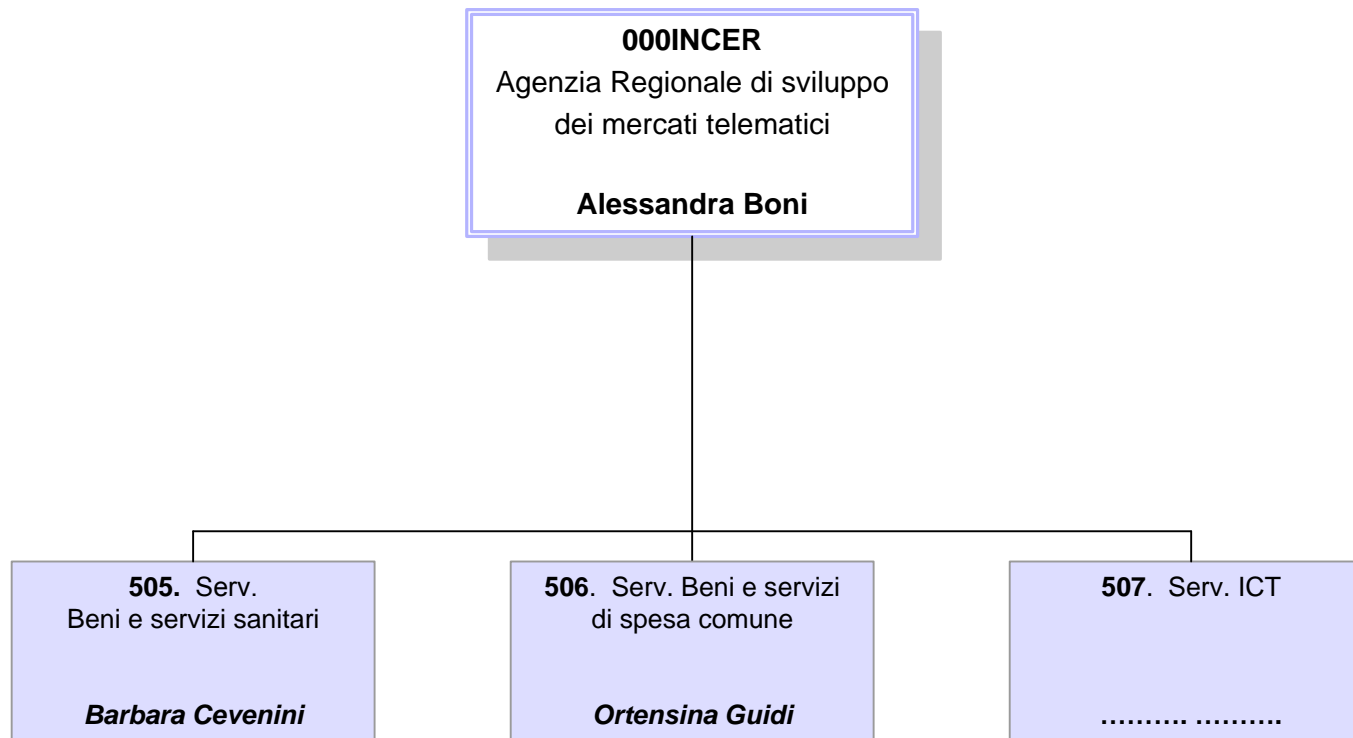 000INCER
Agenzia Regionale di sviluppo
dei mercati telematici
Alessandra Boni
505.  Serv.
Beni e servizi sanitari
Barbara Cevenini
506.  Serv. Beni e servizi
di spesa comune
Ortensina Guidi
507.  Serv. ICT
………. ……….